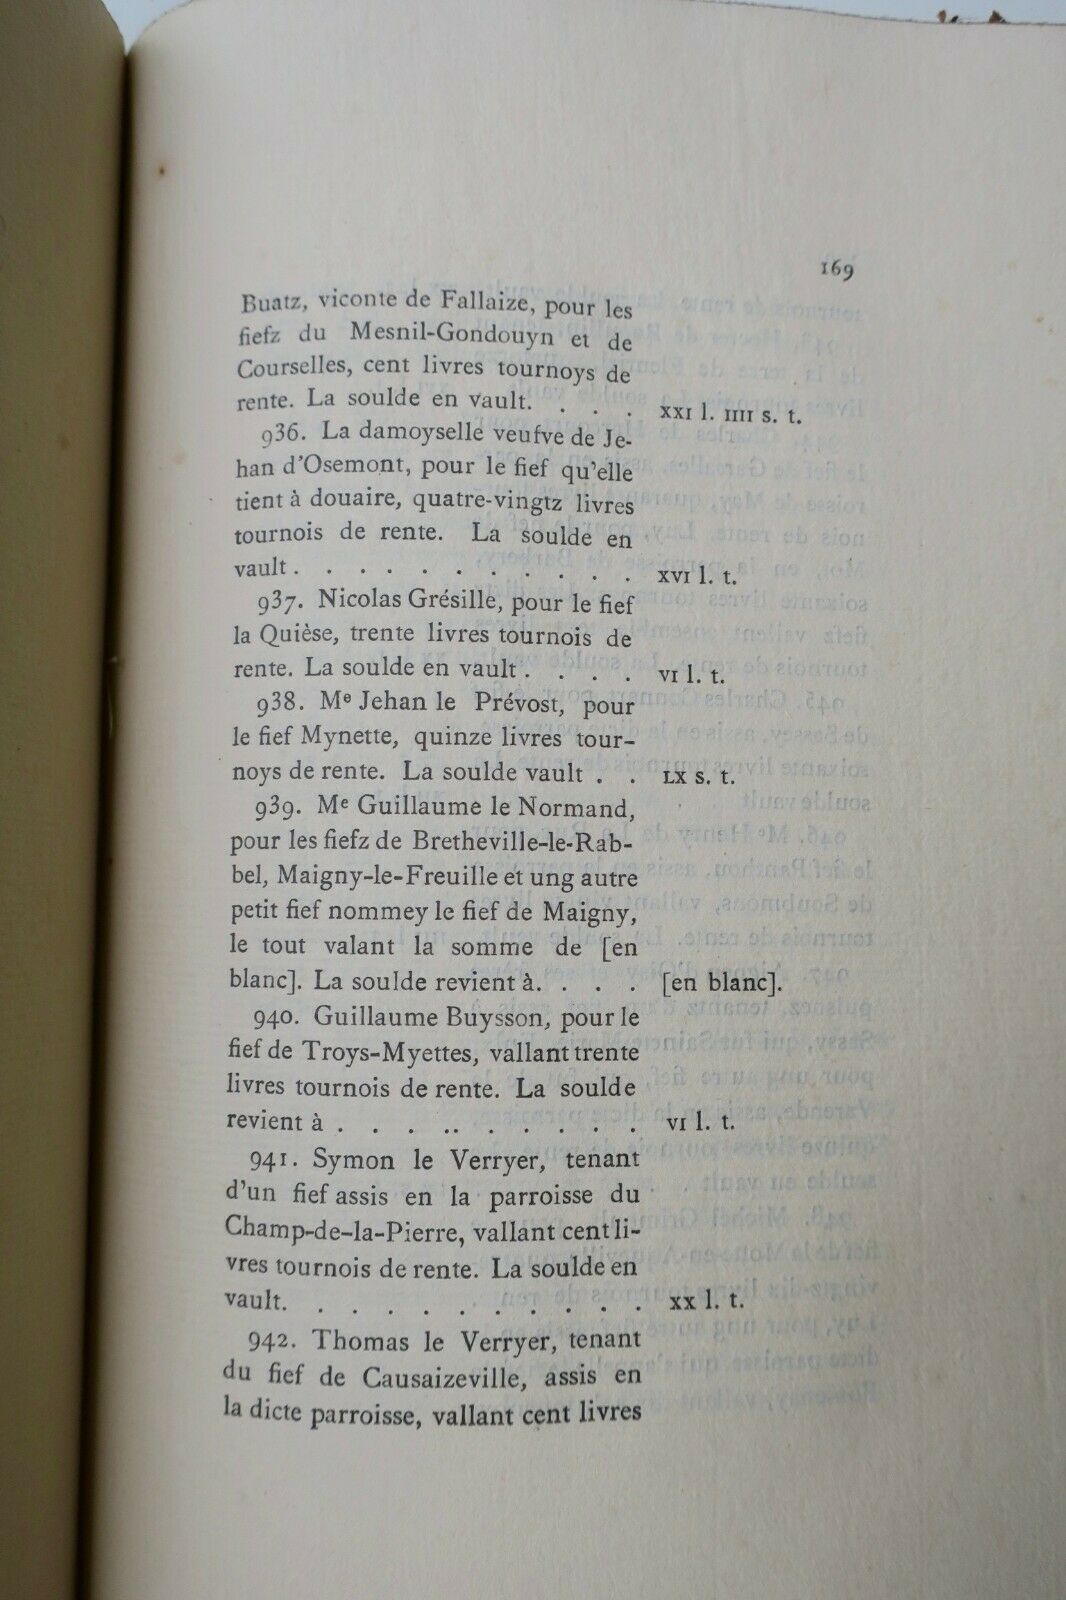 169
Buatz, viconte de Fallaize, pour les
fiefz du Mesnil-Gondouyn et de
Courselles, cent livres tournoys de
rente. La soulde en vault. . . . XXI l. IIII s. t.
936. La damoyselle veufve de Je-
han d'Osemont, pour le fief qu'elle
tient à douaire, quatre-vingtz livres
tournois de rente. La soulde en
vault . . . . . . . . . . . XVI l. t.
937. Nicolas Grésille, pour le fief
la Quièse, trente livres tournois de
rente. La soulde en vault . . . . VI l. t.
938. Me Jehan le Prévost, pour
le fief Mynette, quinze livres tour-
noys de rente. La soulde vault . . LX s. t.
939. Me Guillaume le Normand,
pour les fiefz de Bretheville-le-Rab-
bel, Maigny-le-Freuille et ung autre
petit fief nommey le fief de Maigny,
le tout valant la somme de [en
blanc]. La soulde revient à. . . . [en blanc].
940. Guillaume Buysson, pour le
fief de Troys-Myettes, vallant trente
livres tournois de rente. La soulde
revient à . . . .. . . . . . VI l. t.
941. Symon le Verryer, tenant
d'un fief assis en la parroisse du
Champ-de-la-Pierre, vallant cent li-
vres tournois de rente. La soulde en
vault. . . . . . . . . . . XX l. t.
942. Thomas le Verryer, tenant
du fief de Causaizeville, assis en
la dicte parroisse, vallant cent livres